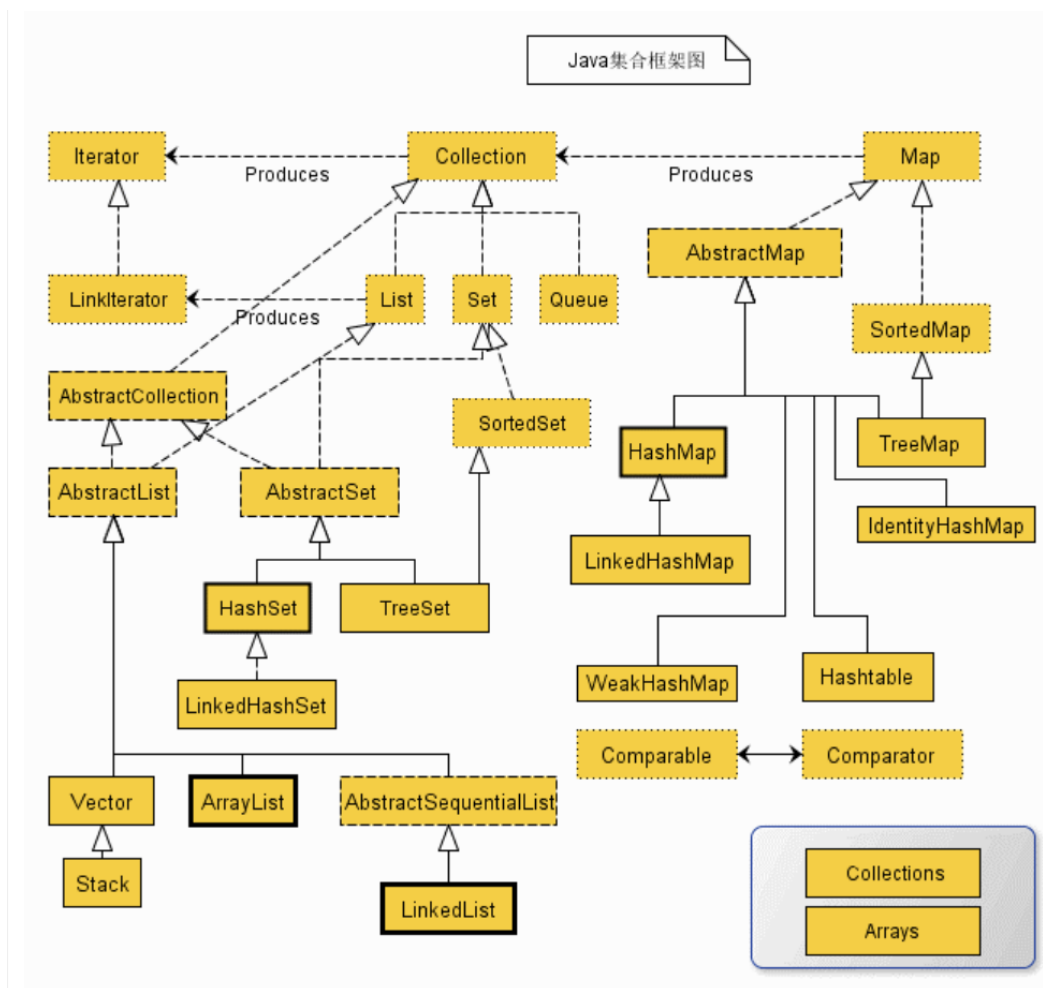 Java集合框架图
Iterator
Collection
Map
Produces
Produces
AbstractMap
LinkIterator
List
Set
Queue
Produces
SortedMap
AbstractCollection
SortedSet
HashMap
TreeMap
AbstractList
AbstractSet
IdentityHashMap
LinkedHashMap
HashSet
TreeSet
WeakHashMap
Hashtable
LinkedHashSet
Comparable
Comparator
Vector
ArrayList
AbstractSequentialList
Stack
LinkedList
Collections
Arrays